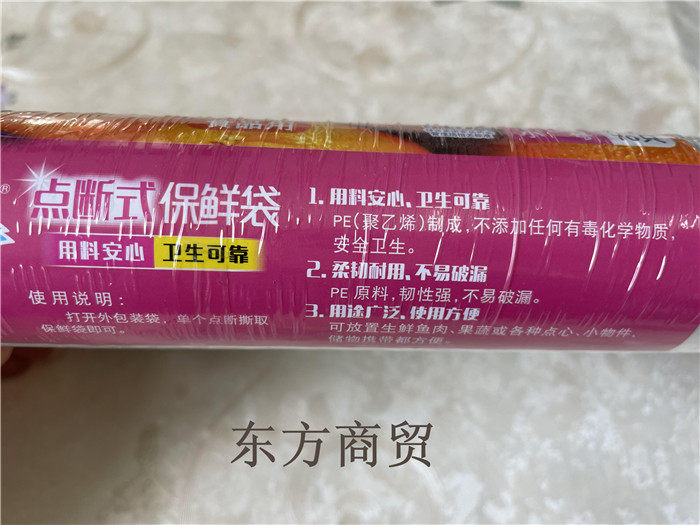 食品用
®
点断式保鲜袋
用料安心 卫生可靠
使用说明:
打开外包装袋,单个点断撕取
保鲜袋即可。
1. 用料安心、卫生可靠
PE(聚乙烯)制成,不添加任何有毒化学物质,
安全卫生。
2. 柔韧耐用、不易破漏
PE 原料,韧性强,不易破漏。
3. 用途广泛、使用方便
可放置生鲜鱼肉、果蔬或各种点心、小物件,
储物携带都方便。
东方商贸